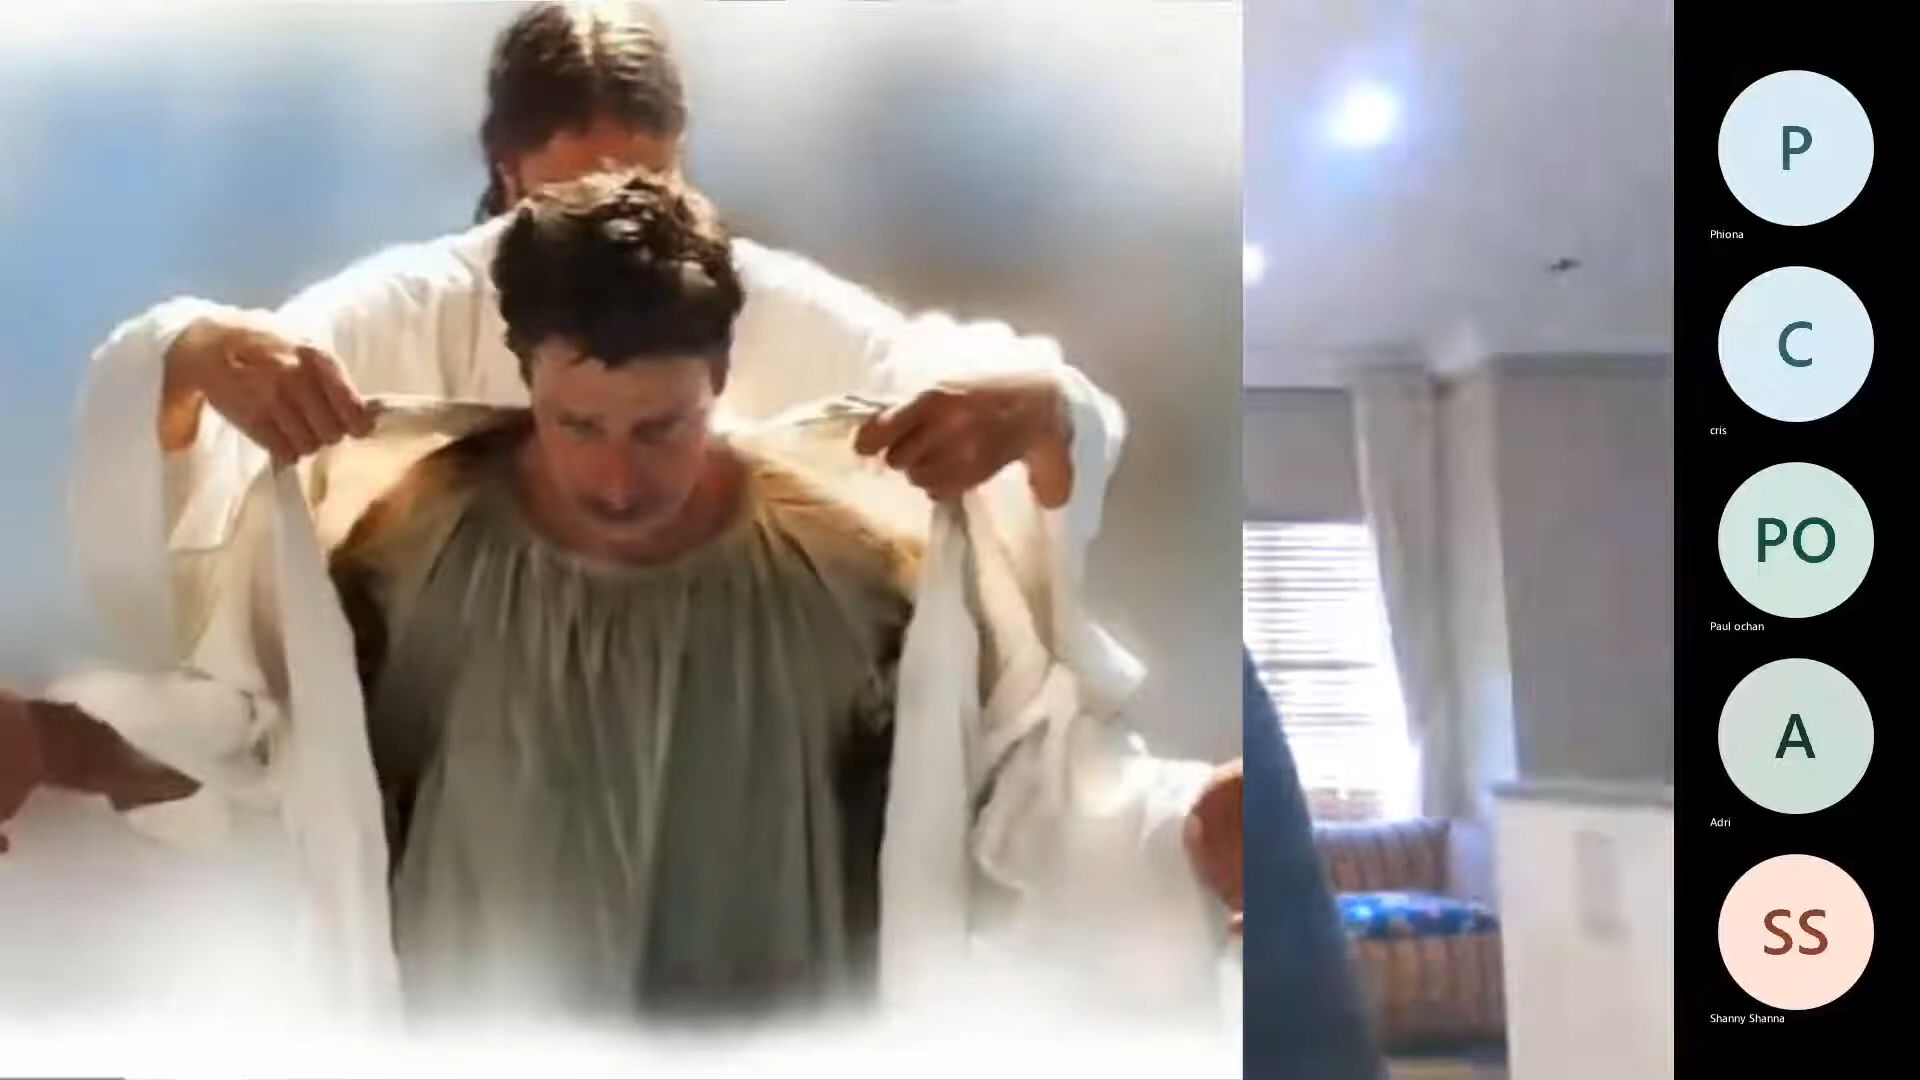 P
Phiona
C
cris
PO
Paul ochan
A
Adri
SS
Shanny Shanna